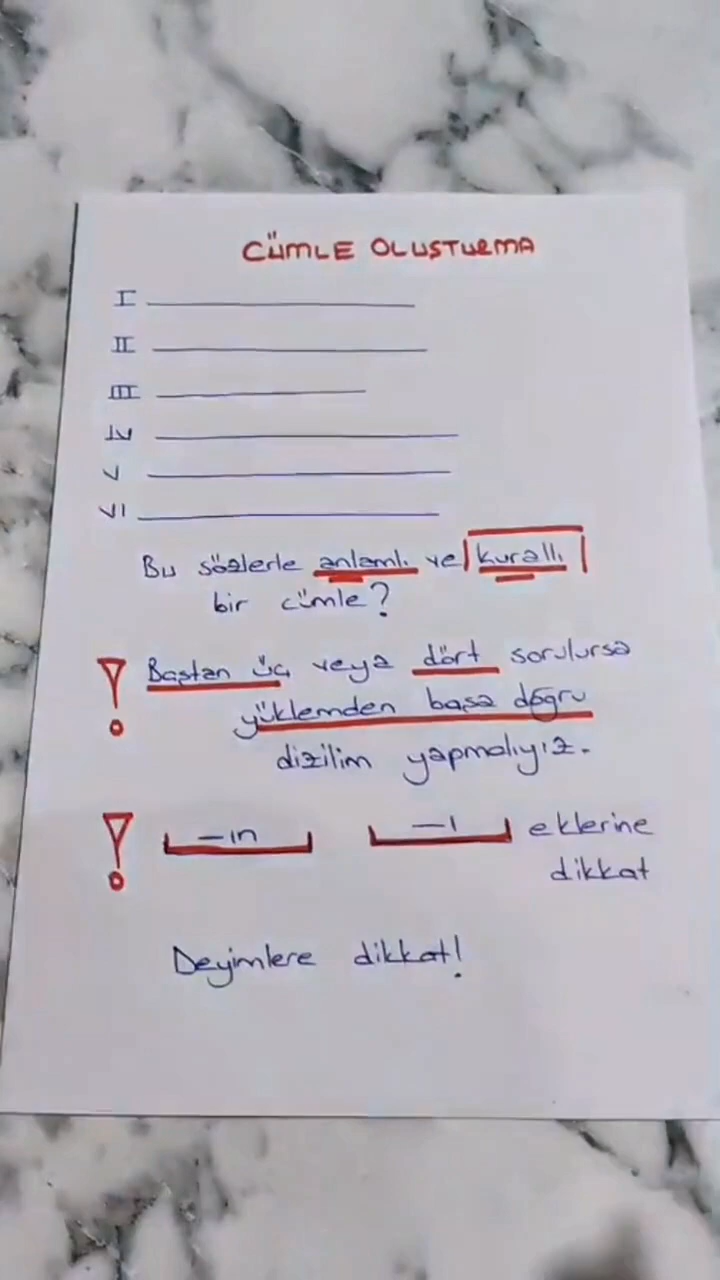 CÜMLE OLUŞTURMA
I
II
III
IV
V
VI
Bu sözlerle anlamlı ve kurallı
bir cümle?
! Baştan üç veya dört sorulursa
yüklemden başa doğru
dizilim yapmalıyız.
! -ın -ı eklerine
dikkat
Deyimlere dikkat!